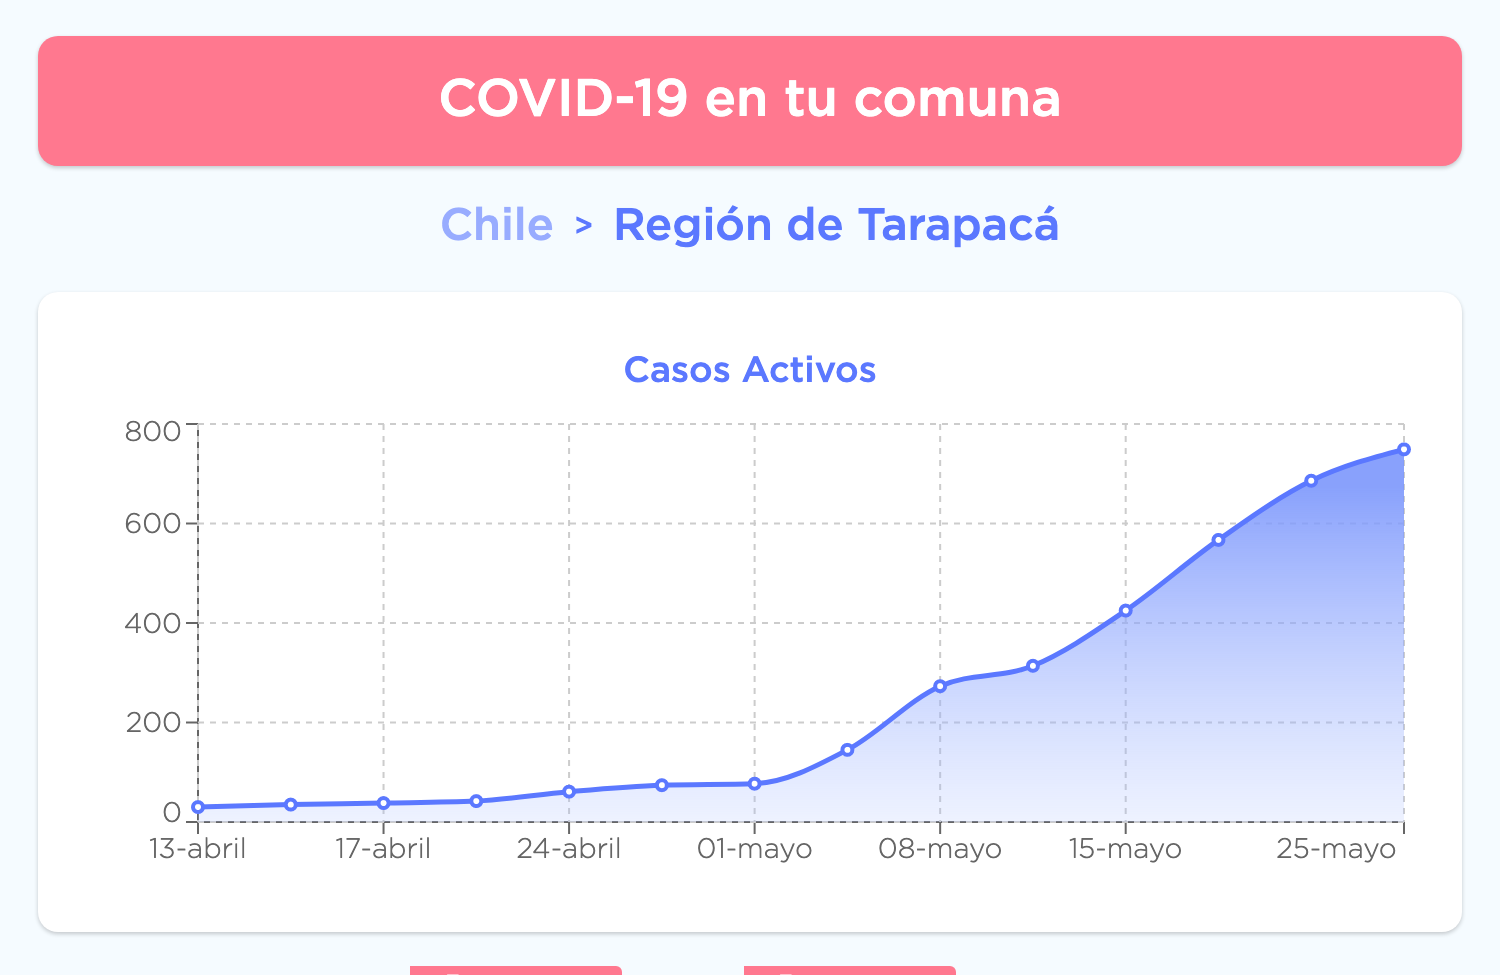 COVID-19 en tu comuna
Chile > Región de Tarapacá
Casos Activos
800
600
400
200
0
13-abril 17-abril 24-abril 01-mayo 08-mayo 15-mayo 25-mayo